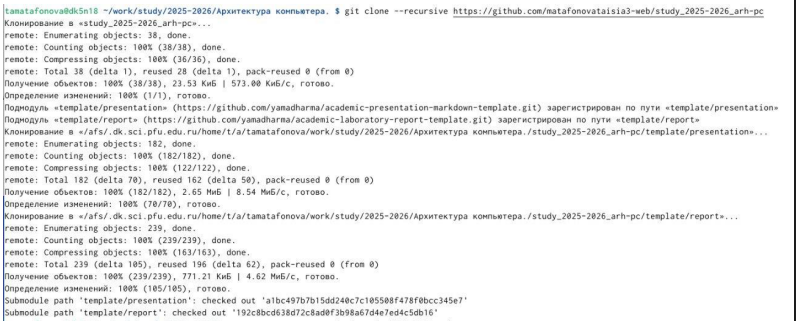 tamatafonova@dk5n18 ~/work/study/2025-2026/Архитектура компьютера. $ git clone --recursive https://github.com/matafonovataisia3-web/study_2025-2026_arh-pc
Клонирование в «study_2025-2026_arh-pc»...
remote: Enumerating objects: 38, done.
remote: Counting objects: 100% (38/38), done.
remote: Compressing objects: 100% (36/36), done.
remote: Total 38 (delta 1), reused 28 (delta 1), pack-reused 0 (from 0)
Получение объектов: 100% (38/38), 23.53 КиБ | 573.00 КиБ/с, готово.
Определение изменений: 100% (1/1), готово.
Подмодуль «template/presentation» (https://github.com/yamadharma/academic-presentation-markdown-template.git) зарегистрирован по пути «template/presentation»
Подмодуль «template/report» (https://github.com/yamadharma/academic-laboratory-report-template.git) зарегистрирован по пути «template/report»
Клонирование в «/afs/.dk.sci.pfu.edu.ru/home/t/a/tamatafonova/work/study/2025-2026/Архитектура компьютера./study_2025-2026_arh-pc/template/presentation»...
remote: Enumerating objects: 182, done.
remote: Counting objects: 100% (182/182), done.
remote: Compressing objects: 100% (122/122), done.
remote: Total 182 (delta 70), reused 162 (delta 50), pack-reused 0 (from 0)
Получение объектов: 100% (182/182), 2.65 МиБ | 8.54 МиБ/с, готово.
Определение изменений: 100% (70/70), готово.
Клонирование в «/afs/.dk.sci.pfu.edu.ru/home/t/a/tamatafonova/work/study/2025-2026/Архитектура компьютера./study_2025-2026_arh-pc/template/report»...
remote: Enumerating objects: 239, done.
remote: Counting objects: 100% (239/239), done.
remote: Compressing objects: 100% (163/163), done.
remote: Total 239 (delta 105), reused 196 (delta 62), pack-reused 0 (from 0)
Получение объектов: 100% (239/239), 771.21 КиБ | 4.62 МиБ/с, готово.
Определение изменений: 100% (105/105), готово.
Submodule path 'template/presentation': checked out 'a1bc497b7b15dd240c7c105508f478f0bcc345e7'
Submodule path 'template/report': checked out '192c8bcd638d72c8ad0f3b98a67d4e7ed4c5db16'